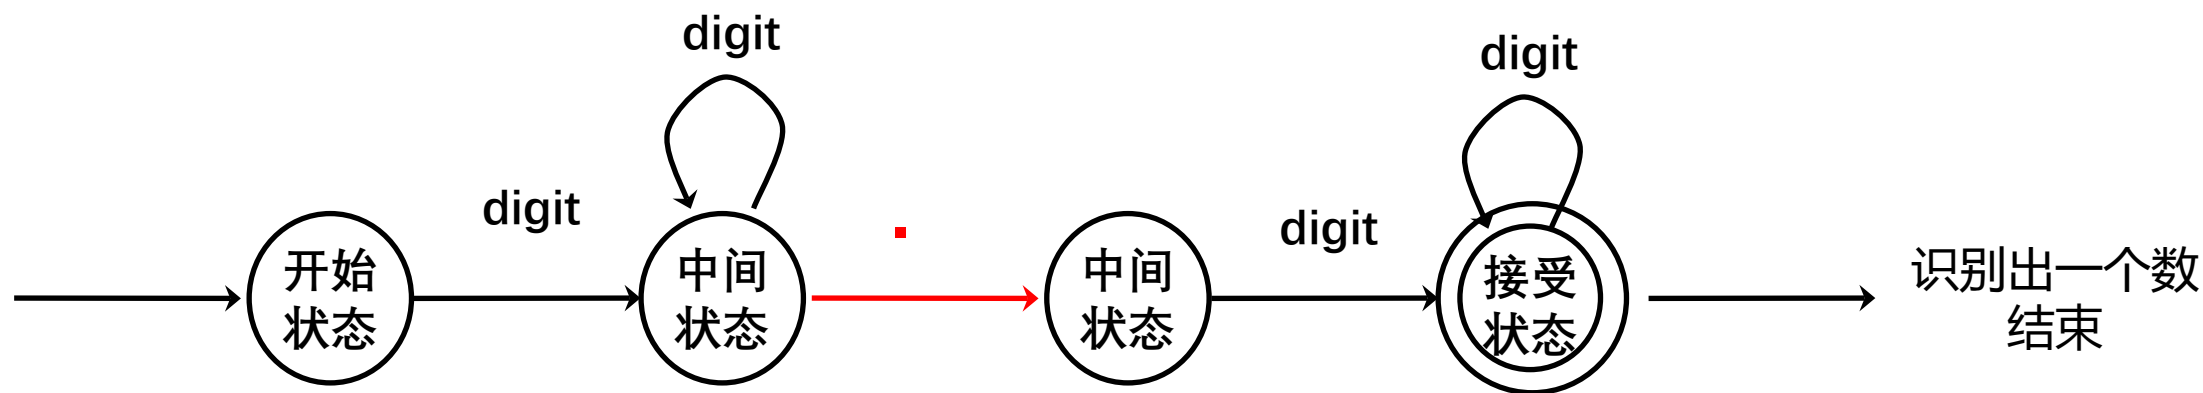 digit
digit
digit
.
digit
开始
状态
中间
状态
中间
状态
接受
状态
识别出一个数
结束